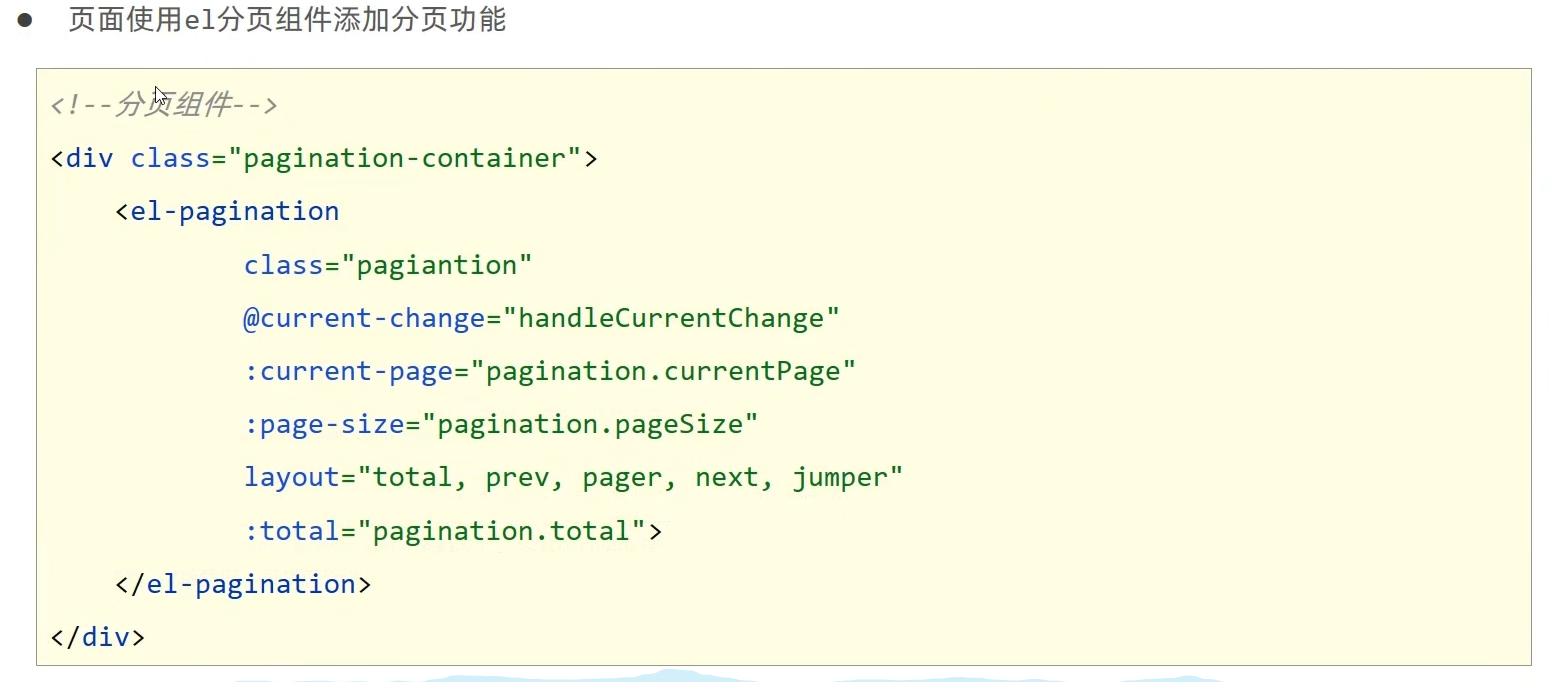 ● 页面使用el分页组件添加分页功能
<!--分页组件-->
<div class="pagination-container">
    <el-pagination
            class="pagiantion"
            @current-change="handleCurrentChange"
            :current-page="pagination.currentPage"
            :page-size="pagination.pageSize"
            layout="total, prev, pager, next, jumper"
            :total="pagination.total">
    </el-pagination>
</div>